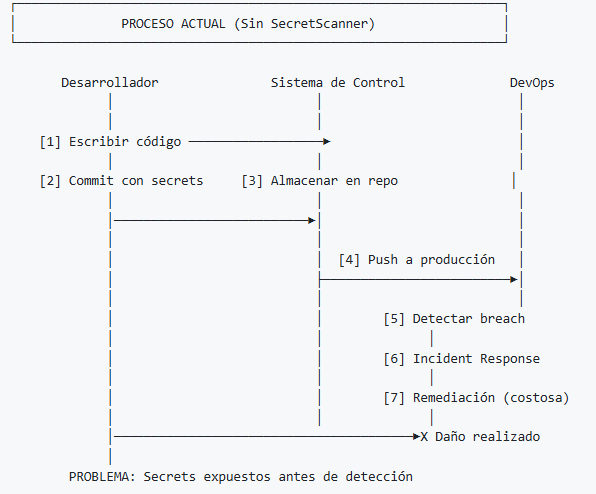 PROCESO ACTUAL (Sin SecretScanner)
Desarrollador Sistema de Control DevOps
[1] Escribir código
[2] Commit con secrets [3] Almacenar en repo
[4] Push a producción
[5] Detectar breach
[6] Incident Response
[7] Remediación (costosa)
X Daño realizado
PROBLEMA: Secrets expuestos antes de detección